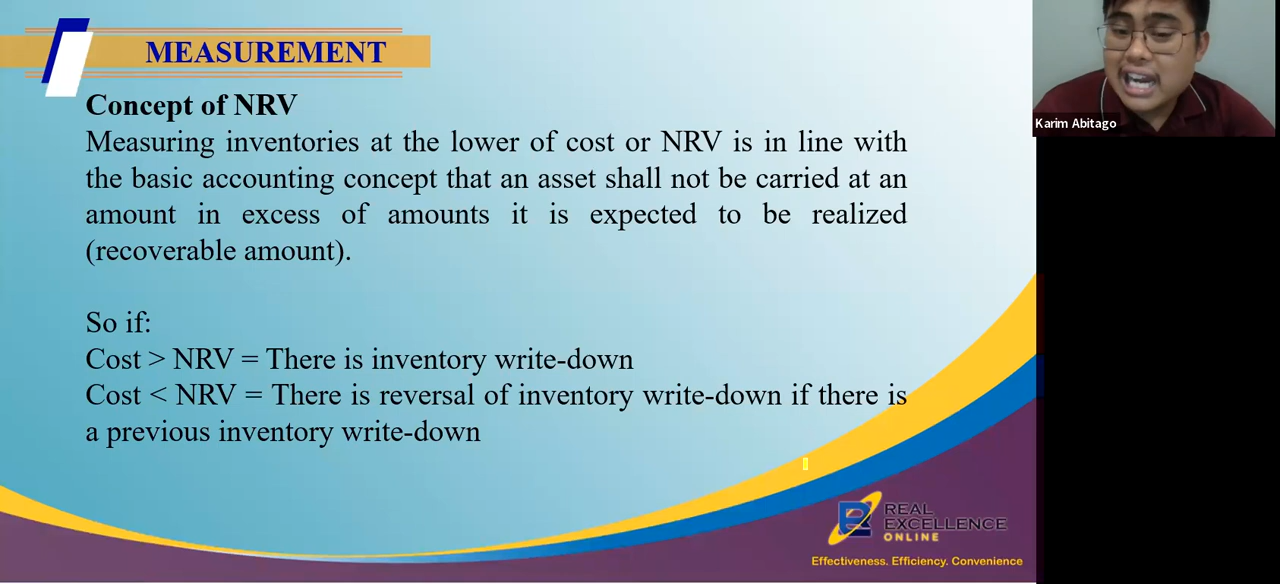 MEASUREMENT
Concept of NRV
Measuring inventories at the lower of cost or NRV is in line with
the basic accounting concept that an asset shall not be carried at an
amount in excess of amounts it is expected to be realized
(recoverable amount).
So if:
Cost > NRV = There is inventory write-down
Cost < NRV = There is reversal of inventory write-down if there is
a previous inventory write-down
Karim Abitago
REAL
EXCELLENCE
ONLINE
Effectiveness. Efficiency. Convenience